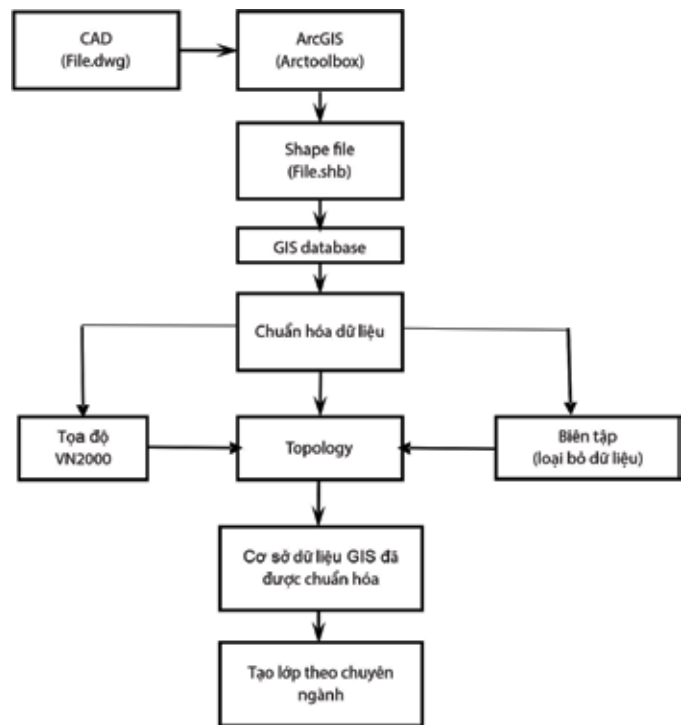 CAD
(File.dwg)
ArcGIS
(Arctoolbox)
Shape file
(File.shb)
GIS database
Chuẩn hóa dữ liệu
Tọa độ
VN2000
Topology
Biên tập
(loại bỏ dữ liệu)
Cơ sở dữ liệu GIS đã
được chuẩn hóa
Tạo lớp theo chuyên
ngành